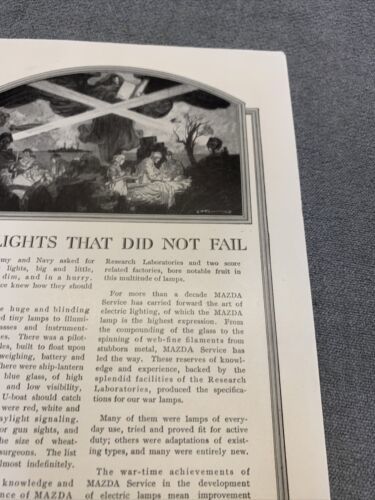 LIGHTS THAT DID NOT FAIL
my and Navy asked for
lights, big and little,
dim, and in a hurry.
ce knew how they should
e huge and blinding
d tiny lamps to illumi-
asses and instrument-
es. There was a pilot-
les, built to float upon
weighing, battery and
There were ship-lantern
blue glass, of high
and low visibility,
U-boat should catch
were red, white and
aylight signaling.
or gun sights, and
he size of wheat-
surgeons. The list
lmost indefinitely.
knowledge and
nce of MAZDA
Research Laboratories and two score
related factories, bore notable fruit in
this multitude of lamps.
For more than a decade MAZDA
Service has carried forward the art of
electric lighting, of which the MAZDA
lamp is the highest expression. From
the compounding of the glass to the
spinning of web-fine filaments from
stubborn metal, MAZDA Service has
led the way. These reserves of knowl-
edge and experience, backed by the
splendid facilities of the Research
Laboratories, produced the specifica-
tions for our war lamps.
Many of them were lamps of every-
day use, tried and proved fit for active
duty; others were adaptations of exist-
ing types, and many were entirely new.
The war-time achievements of
MAZDA Service in the development
of electric lamps mean improvement